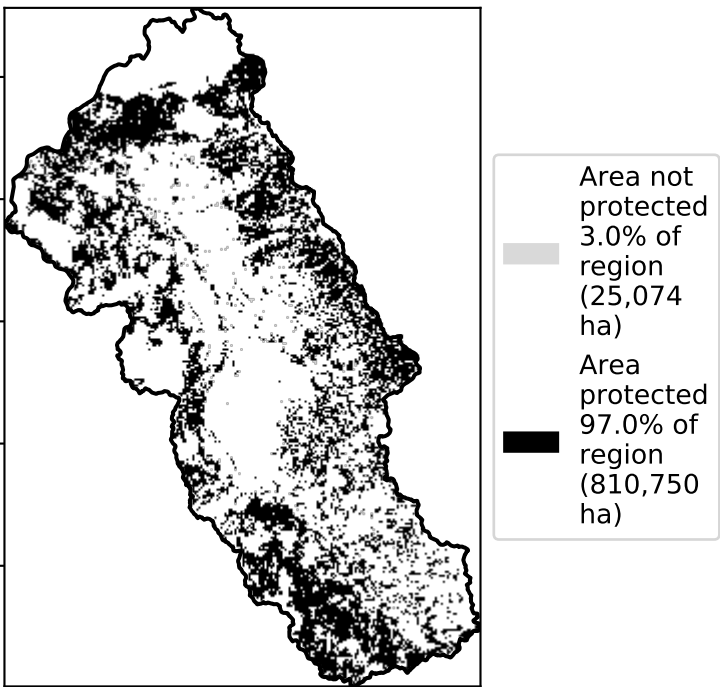 Area not
protected
3.0% of
region
(25,074
ha)
Area
protected
97.0% of
region
(810,750
ha)